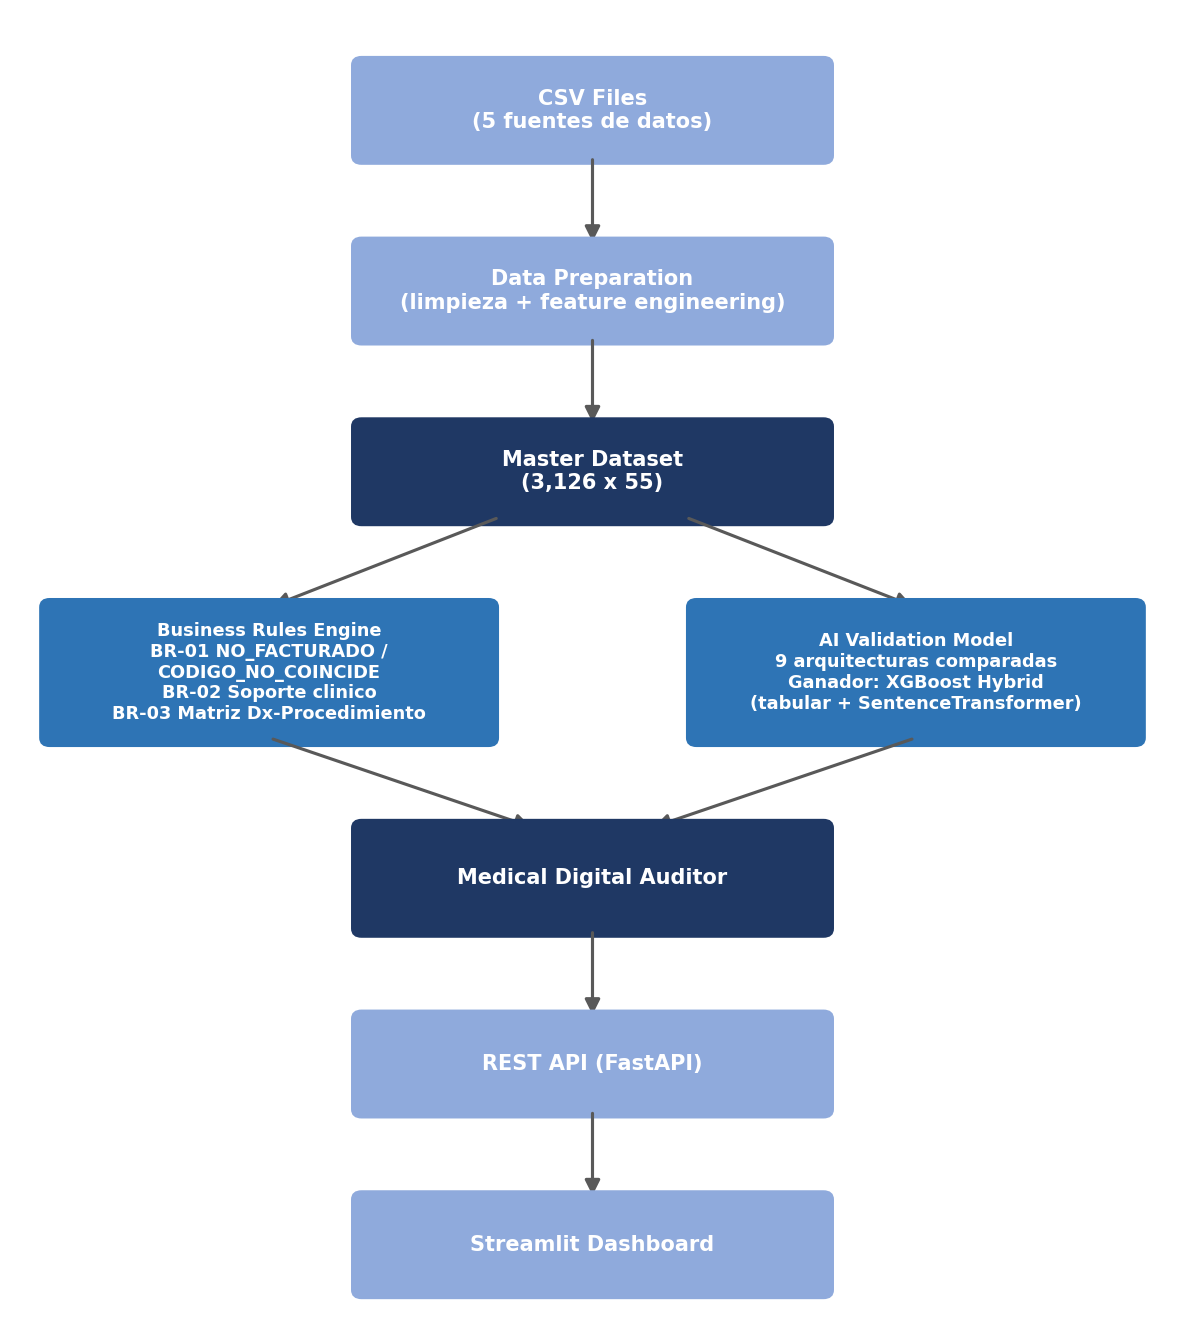 CSV Files
(5 fuentes de datos)
Data Preparation
(limpieza + feature engineering)
Master Dataset
(3,126 x 55)
Business Rules Engine
BR-01 NO_FACTURADO /
CODIGO_NO_COINCIDE
BR-02 Soporte clinico
BR-03 Matriz Dx-Procedimiento
AI Validation Model
9 arquitecturas comparadas
Ganador: XGBoost Hybrid
(tabular + SentenceTransformer)
Medical Digital Auditor
REST API (FastAPI)
Streamlit Dashboard